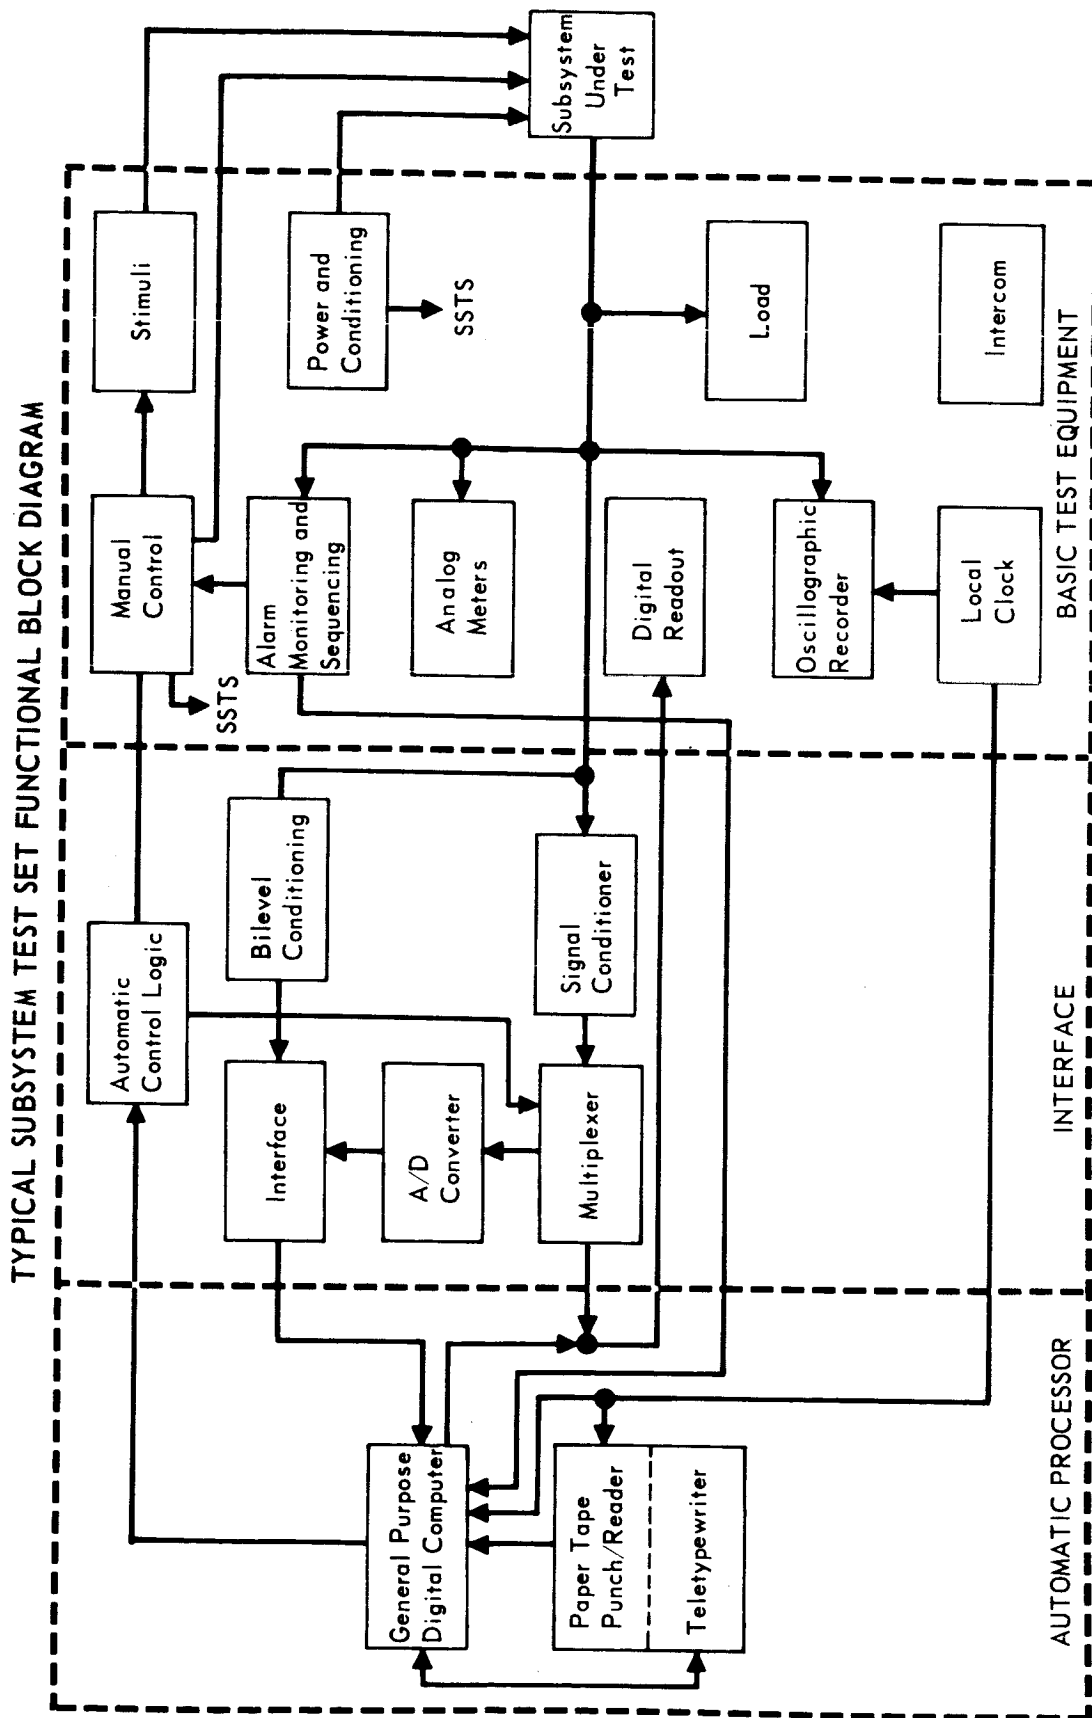 TYPICAL SUBSYSTEM TEST SET FUNCTIONAL BLOCK DIAGRAM
General Purpose
Digital Computer
Paper Tape
Punch/Reader
Teletypewriter
AUTOMATIC PROCESSOR
Automatic
Control Logic
Bilevel
Conditioning
Interface
A/D
Converter
Signal
Conditioner
Multiplexer
INTERFACE
Manual
Control
SSTS
Alarm
Monitoring and
Sequencing
Analog
Meters
Digital
Readout
Oscillographic
Recorder
Local
Clock
Stimuli
Power and
Conditioning
SSTS
Load
Intercom
BASIC TEST EQUIPMENT
Subsystem
Under
Test